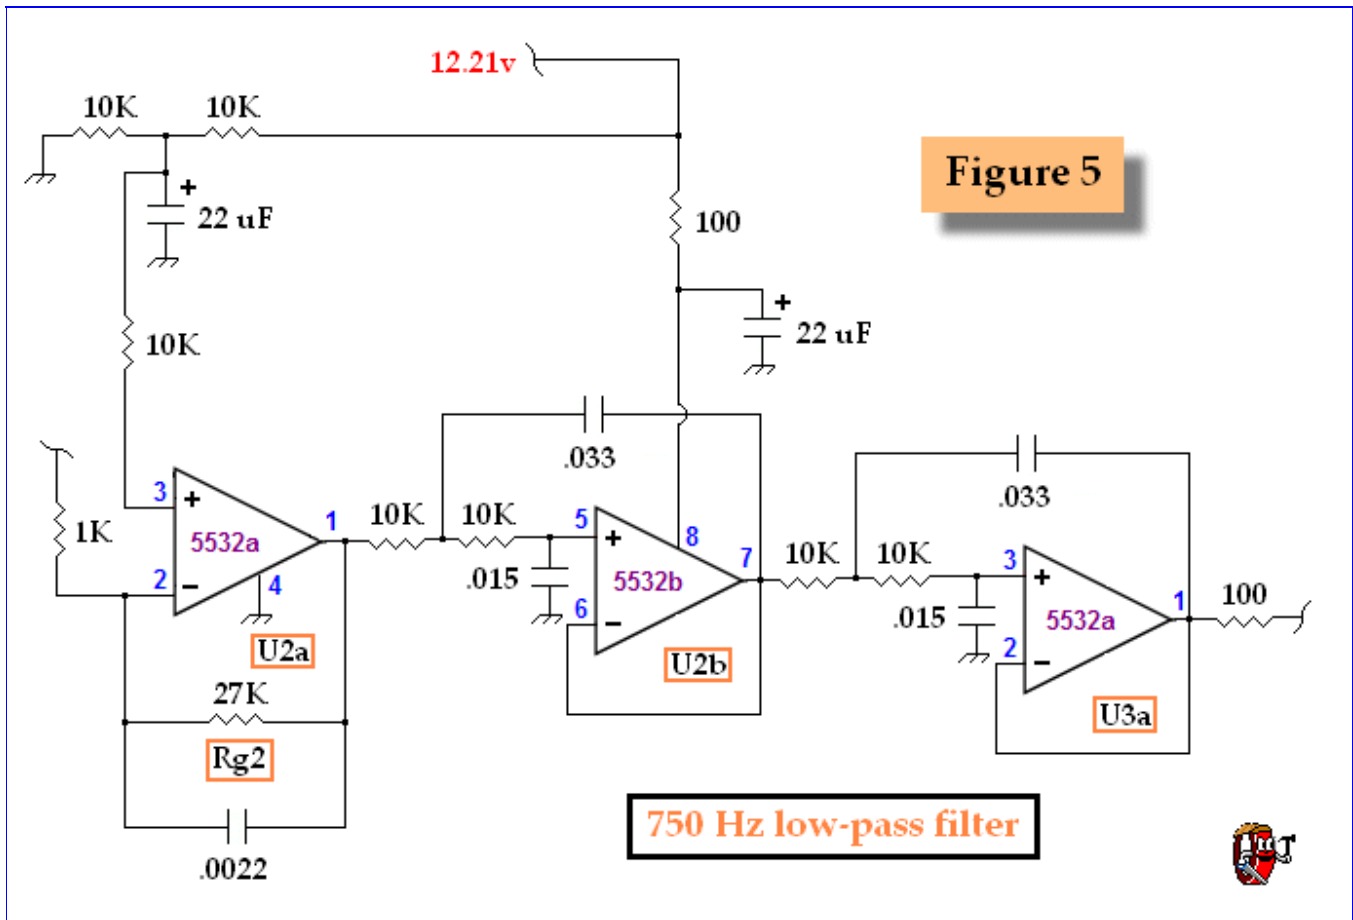 12.21v
10K
10K
Figure 5
+
22 uF
100
+
22 uF
10K
.033
.033
3
+
1K
5532a
1
10K
10K
5
+
8
7
10K
10K
3
+
2
−
4
.015
5532b
6
−
.015
5532a
1
100
2
−
U2a
U2b
U3a
27K
Rg2
750 Hz low-pass filter
.0022